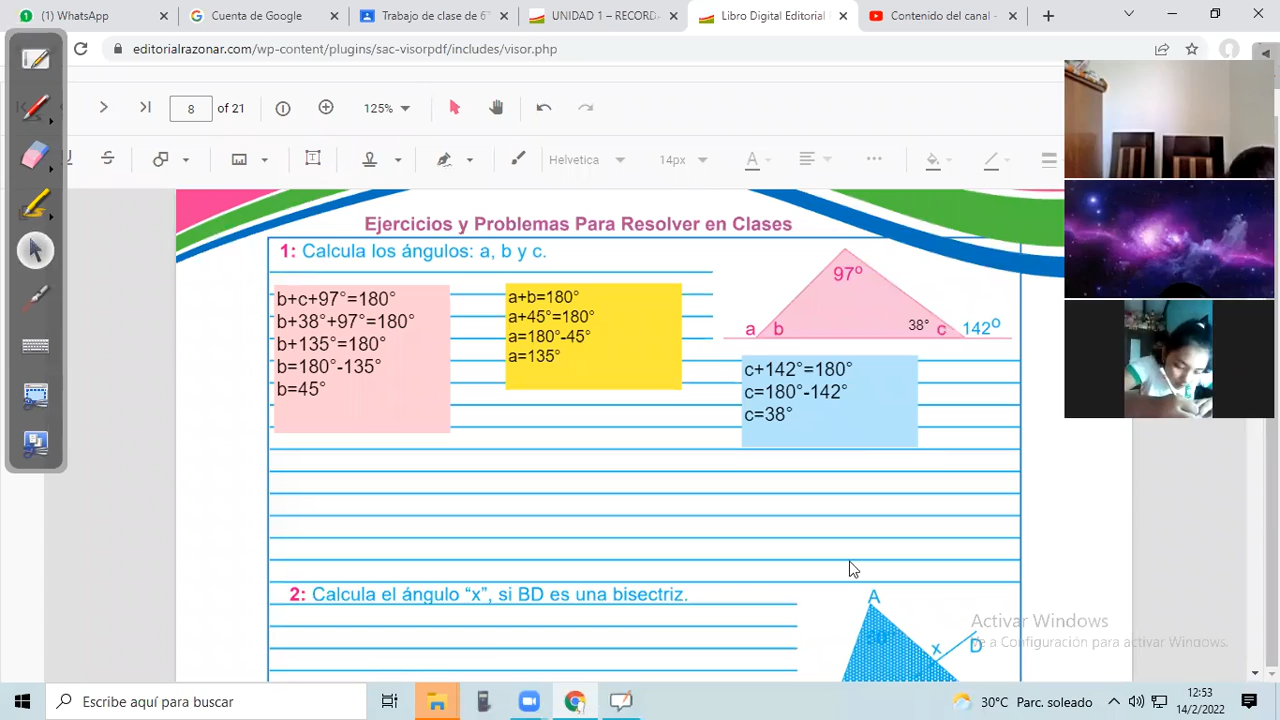 (1) WhatsApp
Cuenta de Google
Trabajo de clase de 6°
UNIDAD 1 – RECORDA
Libro Digital Editorial
Contenido del canal -
editorialrazonar.com/wp-content/plugins/sac-visorpdf/includes/visor.php
8 of 21
125%
Helvetica
14px
Ejercicios y Problemas Para Resolver en Clases
1: Calcula los ángulos: a, b y c.
b+c+97°=180°
b+38°+97°=180°
b+135°=180°
b=180°-135°
b=45°
a+b=180°
a+45°=180°
a=180°-45°
a=135°
97º
a b 38° c 142º
c+142°=180°
c=180°-142°
c=38°
2: Calcula el ángulo “x”, si BD es una bisectriz.
A
x
D
Activar Windows
Ve a Configuración para activar Windows.
Escribe aquí para buscar
30°C Parc. soleado
12:53
14/2/2022